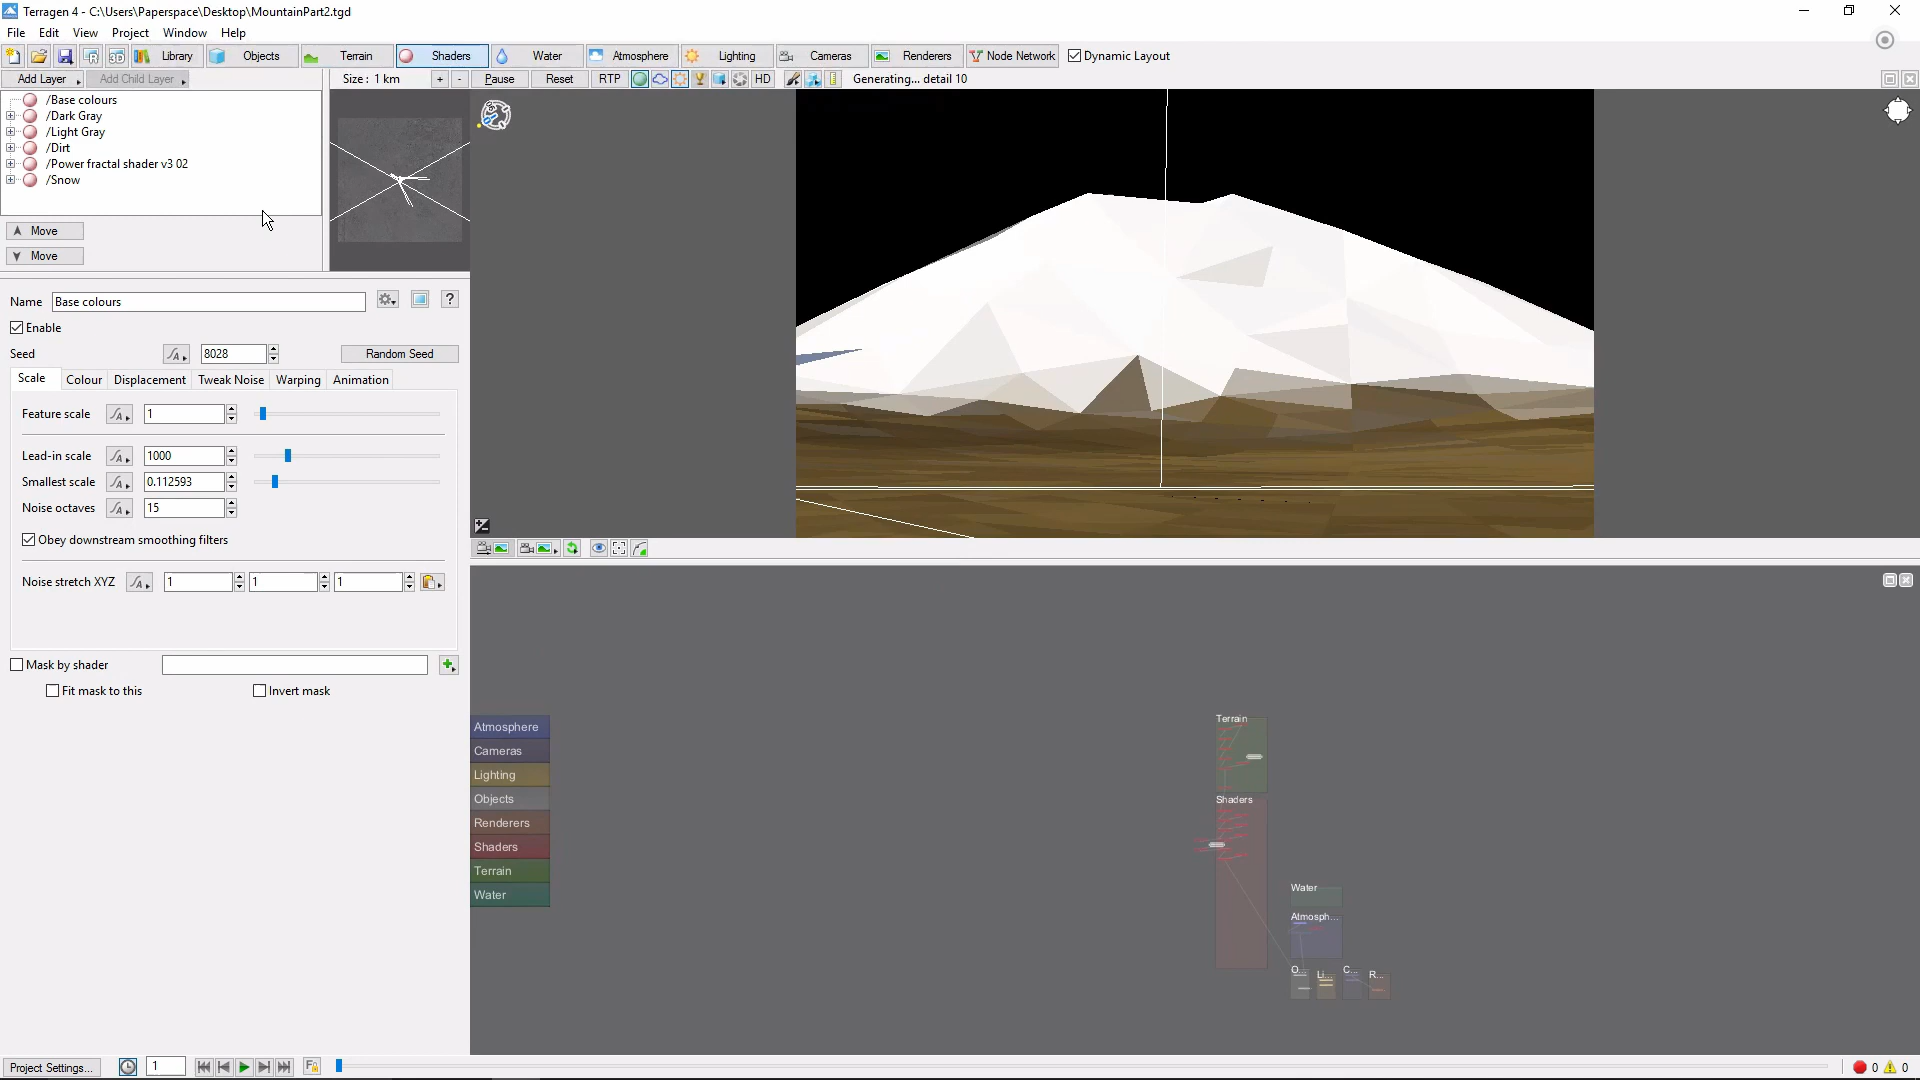 Terragen 4 - C:\Users\Paperspace\Desktop\MountainPart2.tgd
File Edit View Project Window Help
Library Objects Terrain Shaders Water Atmosphere Lighting Cameras Renderers Node Network Dynamic Layout
Add Layer Add Child Layer Size : 1 km + - Pause Reset RTP HD Generating... detail 10
/Base colours
/Dark Gray
/Light Gray
/Dirt
/Power fractal shader v3 02
/Snow
Move
Move
Name Base colours ?
Enable
Seed 8028 Random Seed
Scale Colour Displacement Tweak Noise Warping Animation
Feature scale 1
Lead-in scale 1000
Smallest scale 0.112593
Noise octaves 15
Obey downstream smoothing filters
Noise stretch XYZ 1 1 1
Mask by shader
Fit mask to this Invert mask
Atmosphere
Cameras
Lighting
Objects
Renderers
Shaders
Terrain
Water
Terrain
Shaders
Water
Atmosph...
O... Li... C... R...
Project Settings... 1 0 0